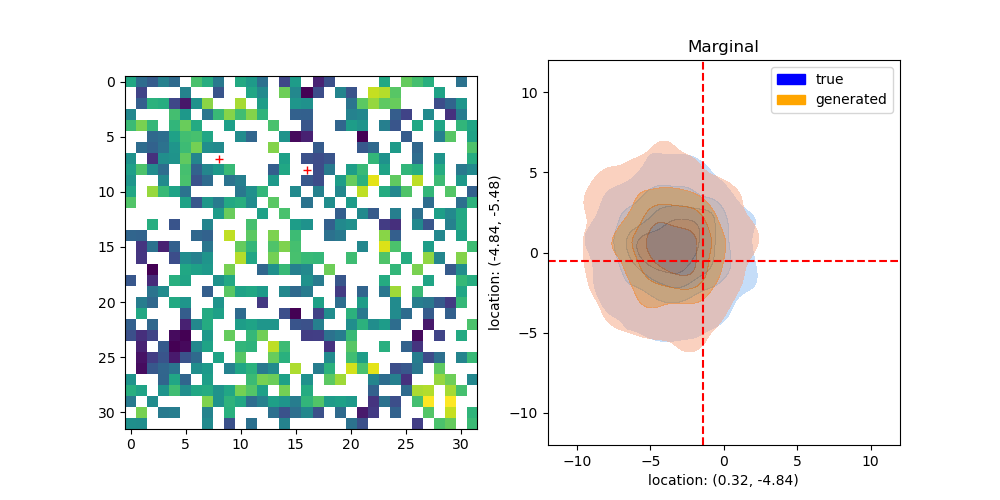 Marginal
true
generated
0
5
10
15
20
25
30
0 5 10 15 20 25 30
location: (-4.84, -5.48)
10
5
0
−5
−10
−10 −5 0 5 10
location: (0.32, -4.84)